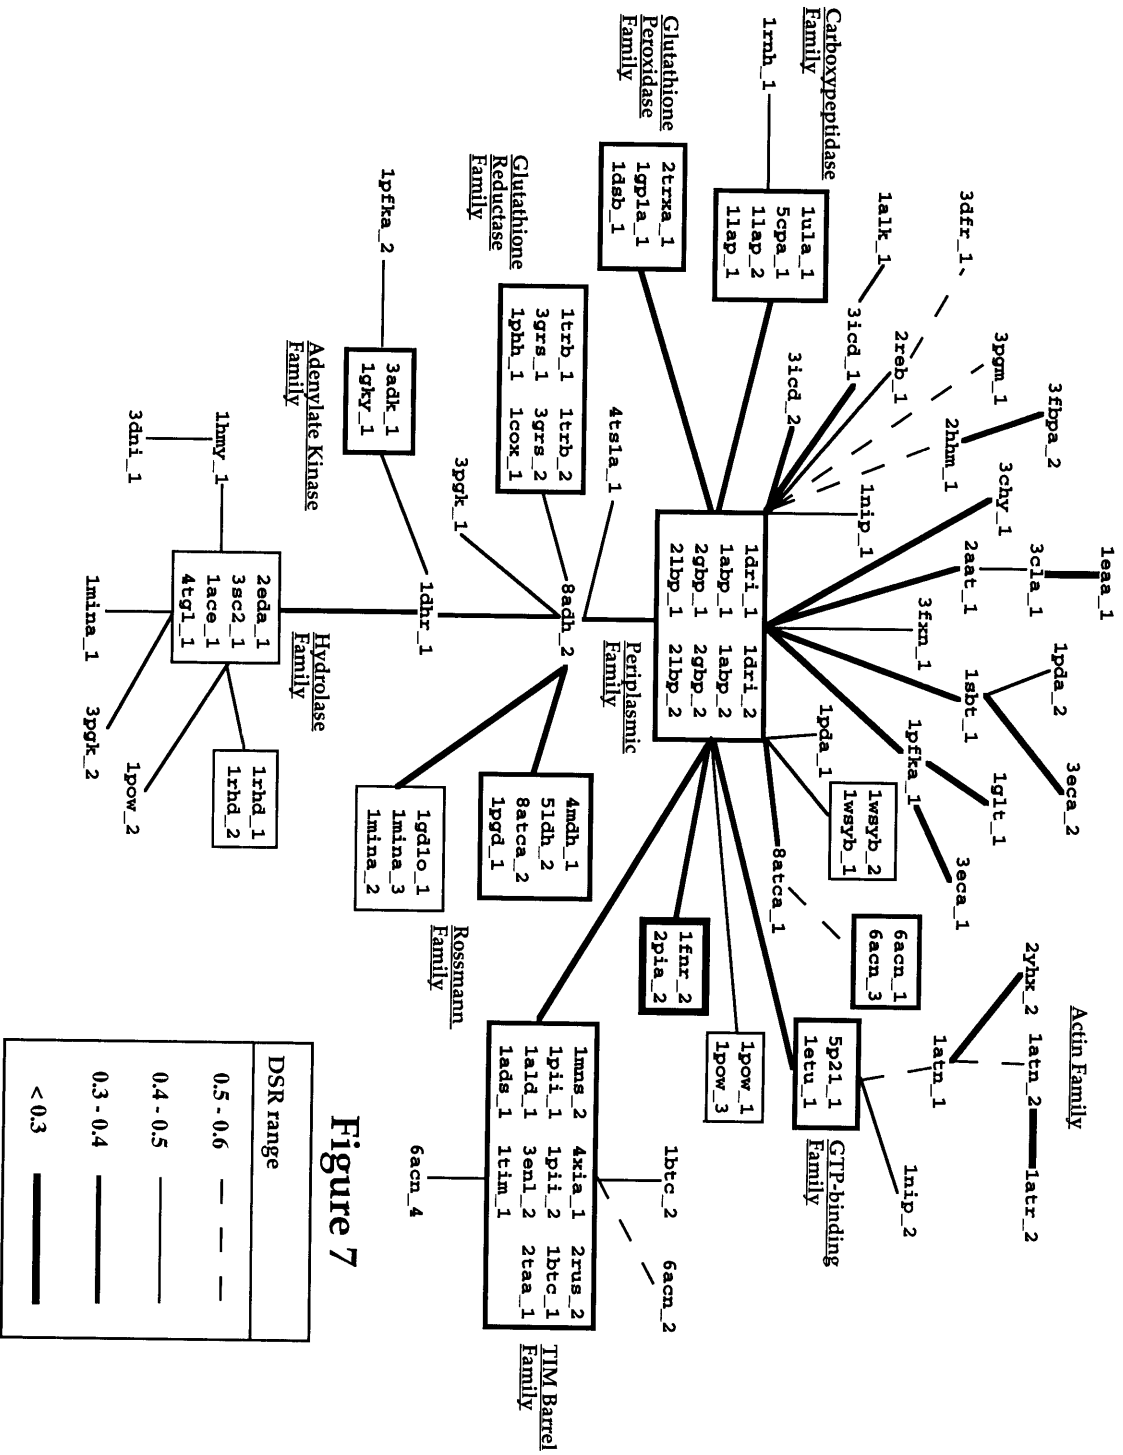 1eaa_1
Actin Family
3fbpa_2
1pda_2
3eca_2
3cla_1
2yhx_2
1atn_2
1atr_2
3pgm_1
3chy_1
1glt_1
3dfr_1
2hhm_1
2aat_1
1sbt_1
3eca_1
1atn_1
3fxn_1
1pfka_1
2reb_1
1alk_1
3icd_1
1nip_1
1nip_2
6acn_1
6acn_3
1wsyb_2
1wsyb_1
1pda_1
3icd_2
8atca_1
Carboxypeptidase
Family
1rnh_1
1ula_1
5cpa_1
1lap_2
1lap_1
5p21_1
1etu_1
GTP-binding
Family
1dri_1 1dri_2
1abp_1 1abp_2
2gbp_1 2gbp_2
2lbp_1 2lbp_2
Periplasmic
Family
1pow_1
1pow_3
1fnr_2
2pia_2
Glutathione
Peroxidase
Family
2trxa_1
1gp1a_1
1dsb_1
1btc_2
6acn_2
4ts1a_1
8adh_2
Glutathione
Reductase
Family
1trb_1 1trb_2
3grs_1 3grs_2
1phh_1 1cox_1
4mdh_1
5ldh_2
8atca_2
1pgd_1
1mns_2 4xia_1 2rus_2
1pii_1 1pii_2 1btc_1
1ald_1 3enl_2 2taa_1
1ads_1 1tim_1
TIM Barrel
Family
3pgk_1
1dhr_1
1gd1o_1
1mina_3
1mina_2
Rossmann
Family
6acn_4
1pfka_2
3adk_1
1gky_1
Adenylate Kinase
Family
Figure 7
Hydrolase
Family
2edna_1
3sc2_1
1ace_1
4tgl_1
1rhd_1
1rhd_2
1hmy_1
3dni_1
1mina_1
3pgk_2
1pow_2
DSR range
0.5 - 0.6
0.4 - 0.5
0.3 - 0.4
< 0.3